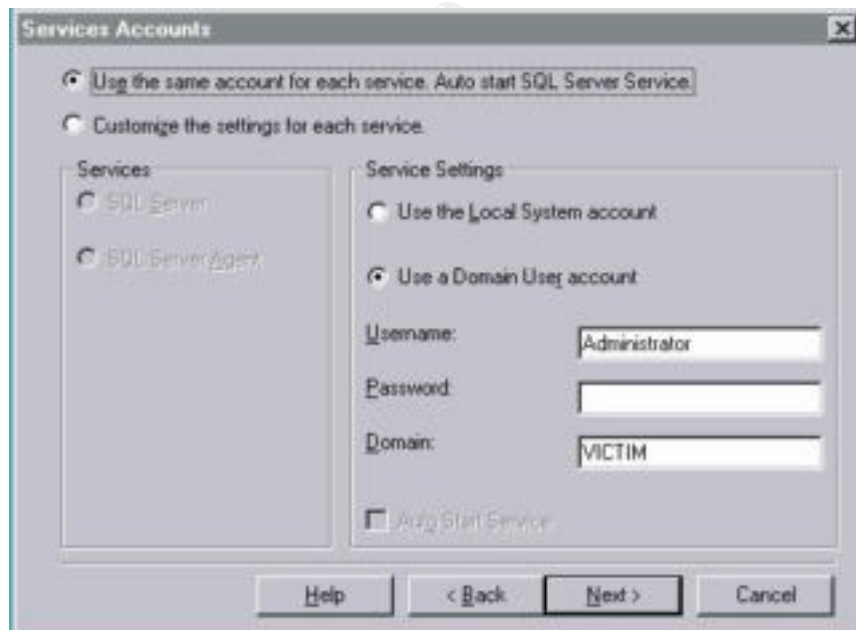 Services Accounts
Use the same account for each service. Auto start SQL Server Service.
Customize the settings for each service.
Services
SQL Server
SQL Server Agent
Service Settings
Use the Local System account
Use a Domain User account
Username:
Administrator
Password:
Domain:
VICTIM
Auto Start Service
Help
< Back
Next >
Cancel